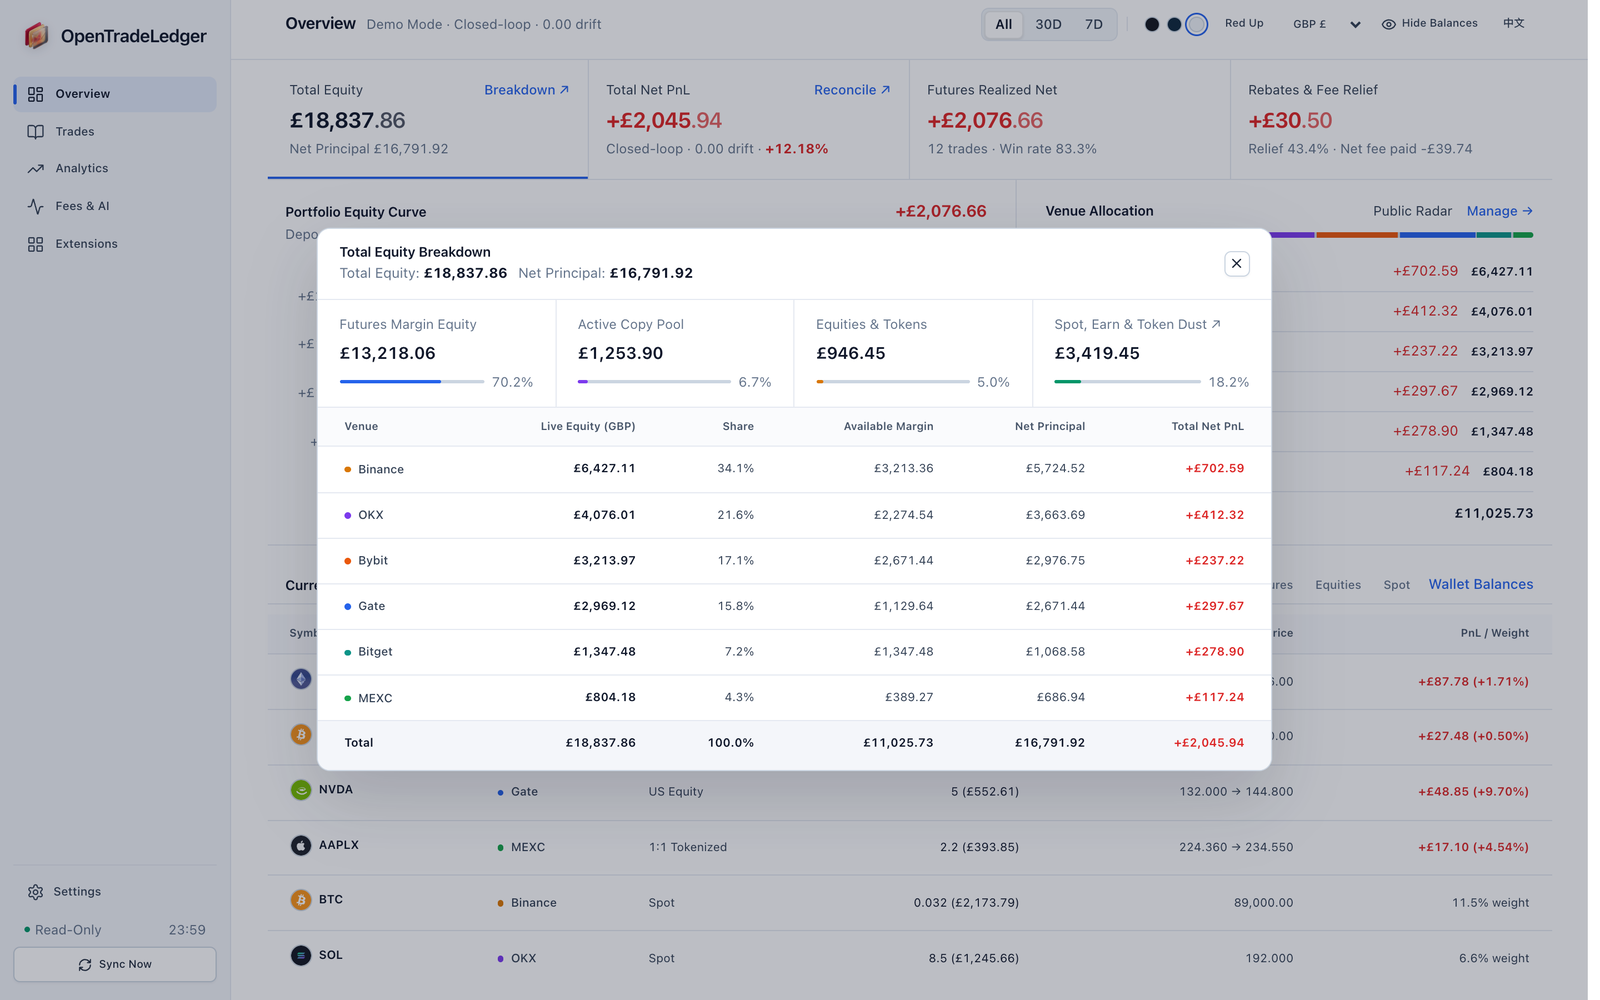 OpenTradeLedger
Overview
Trades
Analytics
Fees & AI
Extensions
Settings
Read-Only 23:59
Sync Now
Overview Demo Mode · Closed-loop · 0.00 drift
All 30D 7D
Red Up GBP £ Hide Balances 中文
Total Equity Breakdown ↗
£18,837.86
Net Principal £16,791.92
Total Net PnL Reconcile ↗
+£2,045.94
Closed-loop · 0.00 drift · +12.18%
Futures Realized Net
+£2,076.66
12 trades · Win rate 83.3%
Rebates & Fee Relief
+£30.50
Relief 43.4% · Net fee paid -£39.74
Portfolio Equity Curve +£2,076.66
Depo
+£
+£
+£
+
Venue Allocation Public Radar Manage →
+£702.59 £6,427.11
+£412.32 £4,076.01
+£237.22 £3,213.97
+£297.67 £2,969.12
+£278.90 £1,347.48
+£117.24 £804.18
£11,025.73
Total Equity Breakdown
Total Equity: £18,837.86 Net Principal: £16,791.92
Futures Margin Equity
£13,218.06
70.2%
Active Copy Pool
£1,253.90
6.7%
Equities & Tokens
£946.45
5.0%
Spot, Earn & Token Dust ↗
£3,419.45
18.2%
Venue Live Equity (GBP) Share Available Margin Net Principal Total Net PnL
Binance £6,427.11 34.1% £3,213.36 £5,724.52 +£702.59
OKX £4,076.01 21.6% £2,274.54 £3,663.69 +£412.32
Bybit £3,213.97 17.1% £2,671.44 £2,976.75 +£237.22
Gate £2,969.12 15.8% £1,129.64 £2,671.44 +£297.67
Bitget £1,347.48 7.2% £1,347.48 £1,068.58 +£278.90
MEXC £804.18 4.3% £389.27 £686.94 +£117.24
Total £18,837.86 100.0% £11,025.73 £16,791.92 +£2,045.94
Curre
res Equities Spot Wallet Balances
Symb rice PnL / Weight
.00 +£87.78 (+1.71%)
.00 +£27.48 (+0.50%)
NVDA Gate US Equity 5 (£552.61) 132.000 → 144.800 +£48.85 (+9.70%)
AAPLX MEXC 1:1 Tokenized 2.2 (£393.85) 224.360 → 234.550 +£17.10 (+4.54%)
BTC Binance Spot 0.032 (£2,173.79) 89,000.00 11.5% weight
SOL OKX Spot 8.5 (£1,245.66) 192.000 6.6% weight